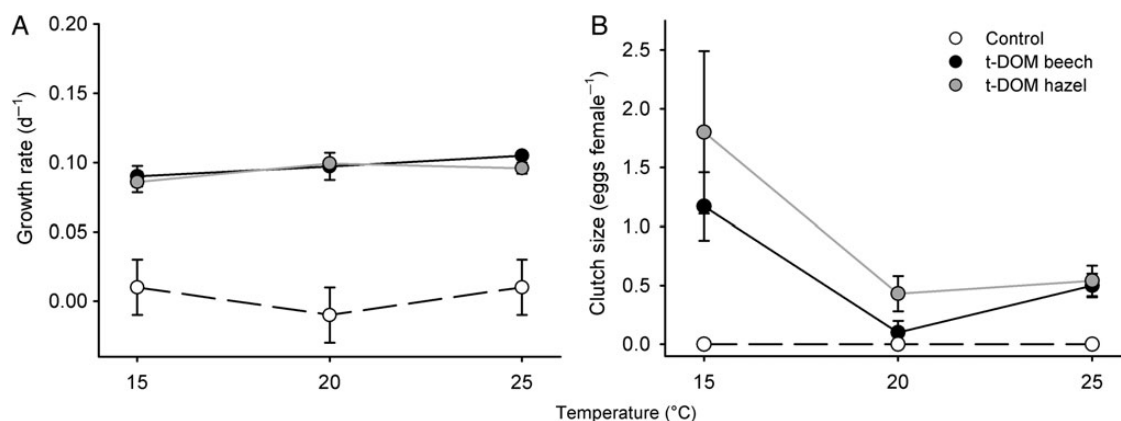 A
Growth rate (d⁻¹)
0.20
0.15
0.10
0.05
0.00
15
20
25
B
Clutch size (eggs female⁻¹)
2.5
2.0
1.5
1.0
0.5
0.0
15
20
25
Control
t-DOM beech
t-DOM hazel
Temperature (°C)